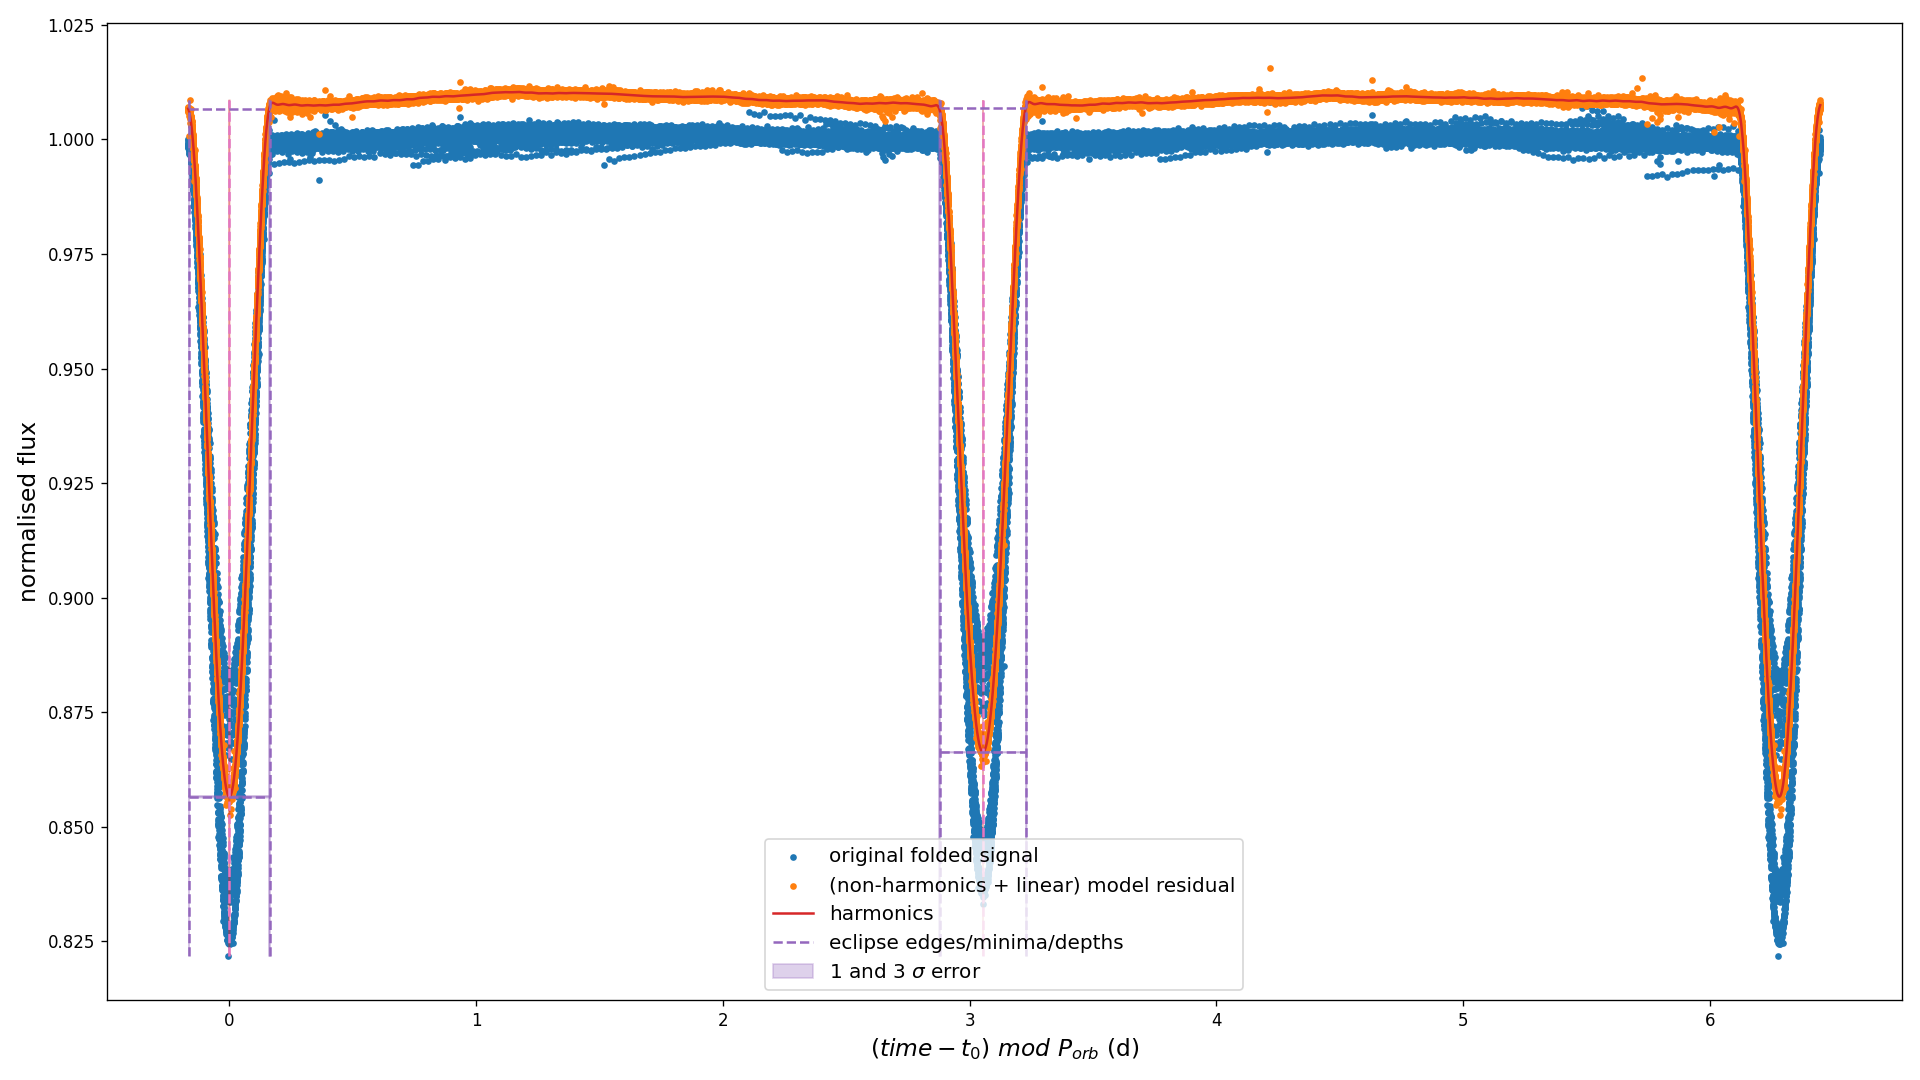 1.025
1.000
0.975
0.950
0.925
0.900
0.875
0.850
0.825
normalised flux
original folded signal
(non-harmonics + linear) model residual
harmonics
eclipse edges/minima/depths
1 and 3 σ error
0 1 2 3 4 5 6
(time − t₀) mod Pₒᵣb (d)